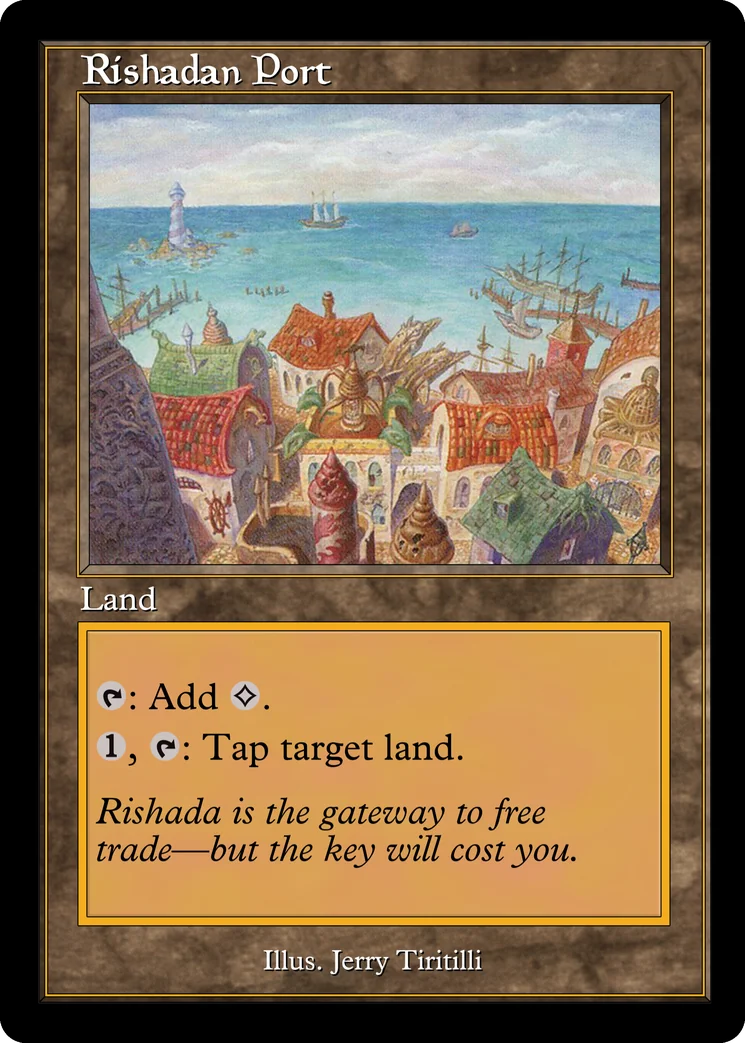 Rishadan Port
Land
: Add .
1, : Tap target land.
Rishada is the gateway to free
trade—but the key will cost you.
Illus. Jerry Tiritilli